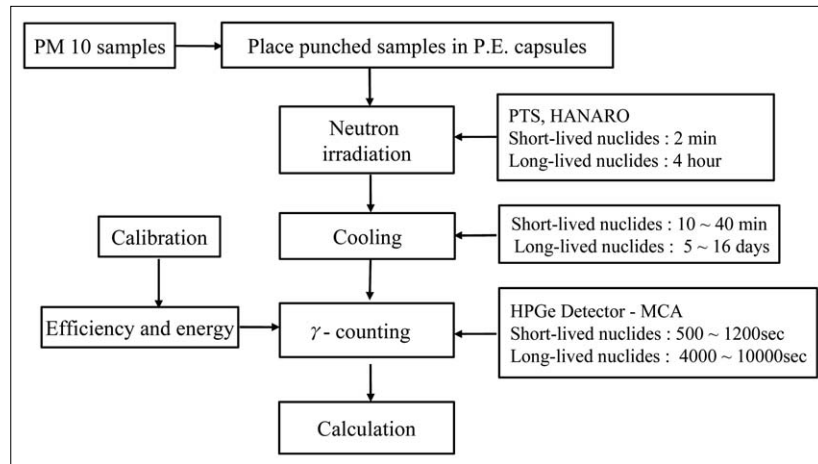 PM 10 samples
Place punched samples in P.E. capsules
Neutron
irradiation
PTS, HANARO
Short-lived nuclides : 2 min
Long-lived nuclides : 4 hour
Cooling
Short-lived nuclides : 10 ~ 40 min
Long-lived nuclides : 5 ~ 16 days
Calibration
Efficiency and energy
γ- counting
HPGe Detector - MCA
Short-lived nuclides : 500 ~ 1200sec
Long-lived nuclides : 4000 ~ 10000sec
Calculation